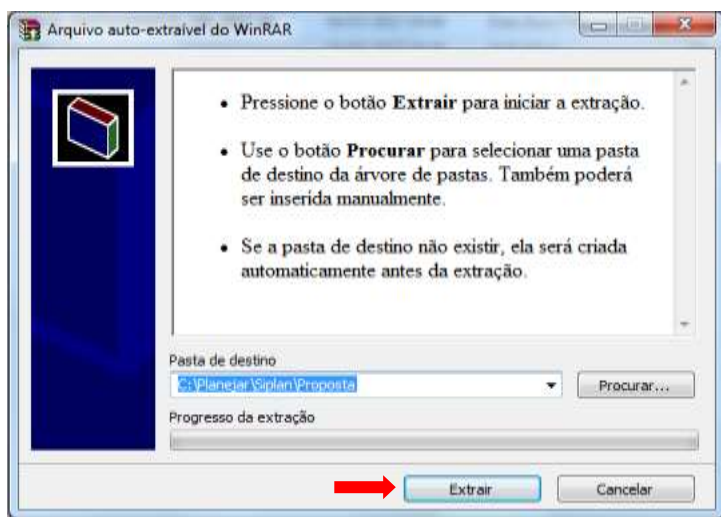 Arquivo auto-extraível do WinRAR
• Pressione o botão Extrair para iniciar a extração.
• Use o botão Procurar para selecionar uma pasta
de destino da árvore de pastas. Também poderá
ser inserida manualmente.
• Se a pasta de destino não existir, ela será criada
automaticamente antes da extração.
Pasta de destino
C:\Planejar\Siplan\Proposta
Procurar...
Progresso da extração
Extrair
Cancelar